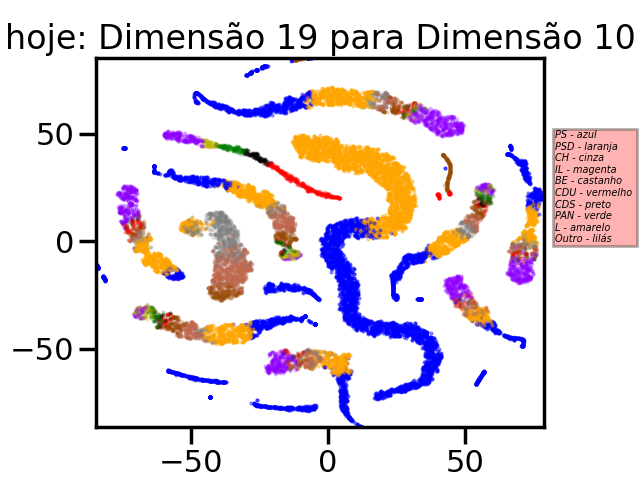 hoje: Dimensão 19 para Dimensão 10
50
0
−50
−50
0
50
PS - azul
PSD - laranja
CH - cinza
IL - magenta
BE - castanho
CDU - vermelho
CDS - preto
PAN - verde
L - amarelo
Outro - lilás